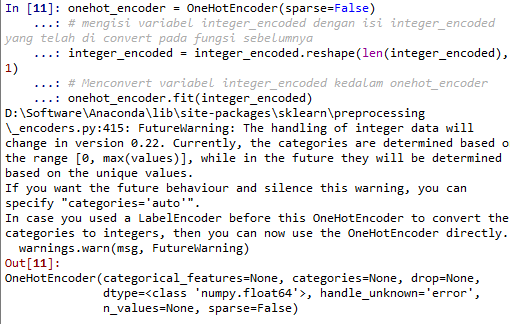 In [11]: onehot_encoder = OneHotEncoder(sparse=False)
    ...: # mengisi variabel integer_encoded dengan isi integer_encoded
yang telah di convert pada fungsi sebelumnya
    ...: integer_encoded = integer_encoded.reshape(len(integer_encoded),
1)
    ...: # Menconvert variabel integer_encoded kedalam onehot_encoder
    ...: onehot_encoder.fit(integer_encoded)
D:\Software\Anaconda\lib\site-packages\sklearn\preprocessing
\_encoders.py:415: FutureWarning: The handling of integer data will
change in version 0.22. Currently, the categories are determined based o
the range [0, max(values)], while in the future they will be determined
based on the unique values.
If you want the future behaviour and silence this warning, you can
specify "categories='auto'".
In case you used a LabelEncoder before this OneHotEncoder to convert the
categories to integers, then you can now use the OneHotEncoder directly.
  warnings.warn(msg, FutureWarning)
Out[11]:
OneHotEncoder(categorical_features=None, categories=None, drop=None,
              dtype=<class 'numpy.float64'>, handle_unknown='error',
              n_values=None, sparse=False)